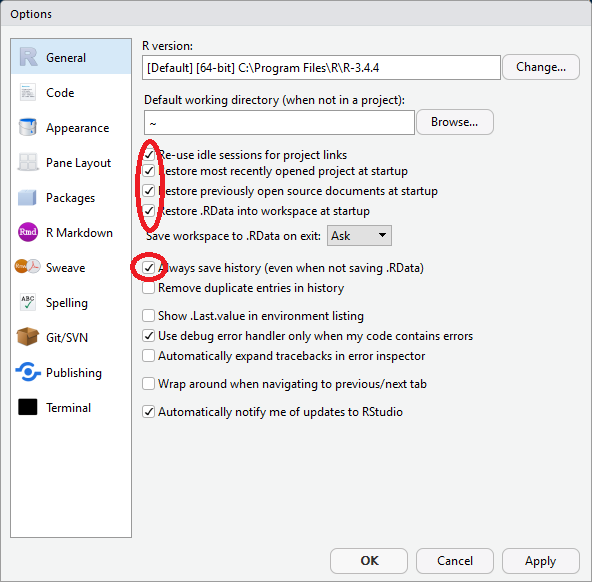 Options
General
Code
Appearance
Pane Layout
Packages
Rmd R Markdown
Sweave
ABC Spelling
Git/SVN
Publishing
Terminal
R version:
[Default] [64-bit] C:\Program Files\R\R-3.4.4
Change...
Default working directory (when not in a project):
~
Browse...
Re-use idle sessions for project links
Restore most recently opened project at startup
Restore previously open source documents at startup
Restore .RData into workspace at startup
Save workspace to .RData on exit: Ask
Always save history (even when not saving .RData)
Remove duplicate entries in history
Show .Last.value in environment listing
Use debug error handler only when my code contains errors
Automatically expand tracebacks in error inspector
Wrap around when navigating to previous/next tab
Automatically notify me of updates to RStudio
OK Cancel Apply